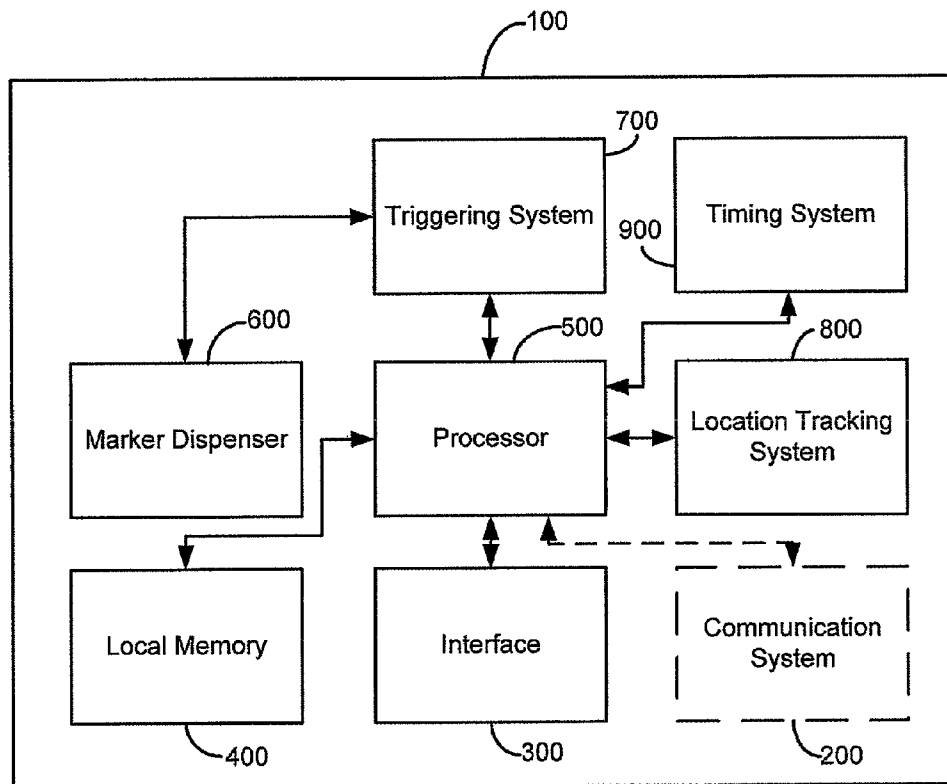 100
700
Triggering System
Timing System
900
600
500
800
Marker Dispenser
Processor
Location Tracking
System
Local Memory
Interface
Communication
System
400
300
200